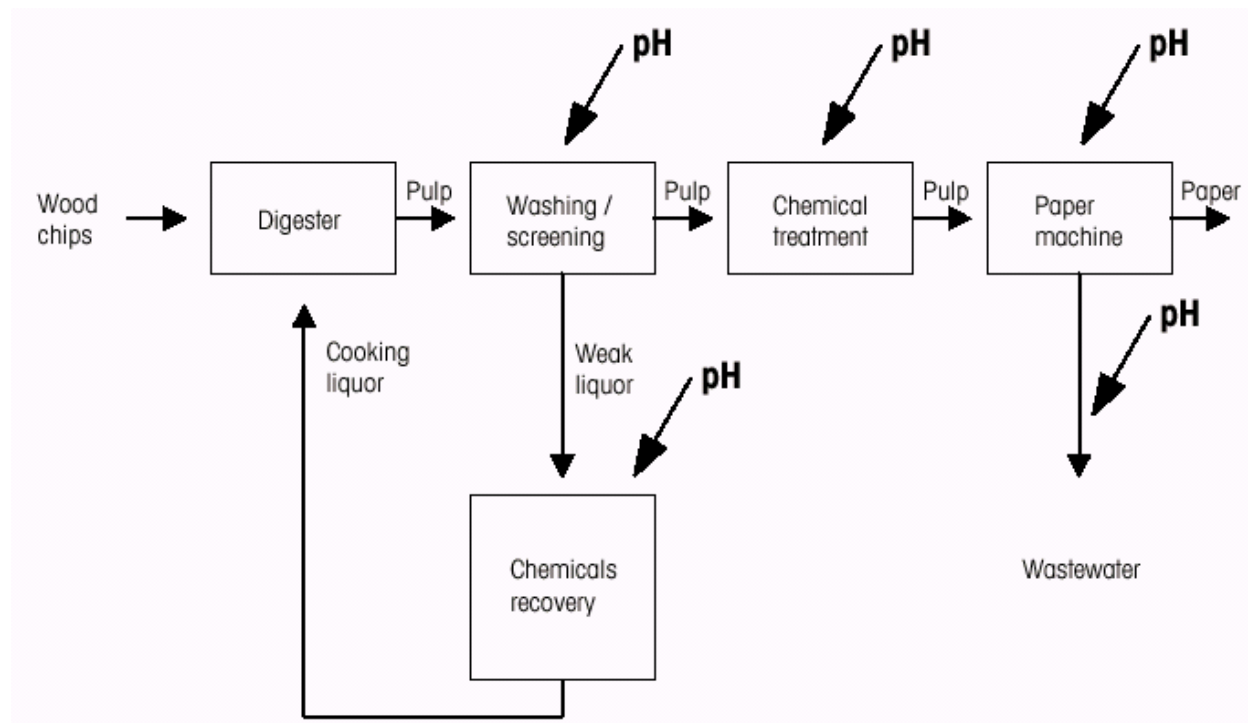 pH
pH
pH
Wood
chips
Digester
Pulp
Washing /
screening
Pulp
Chemical
treatment
Pulp
Paper
machine
Paper
Cooking
liquor
Weak
liquor
pH
pH
Chemicals
recovery
Wastewater